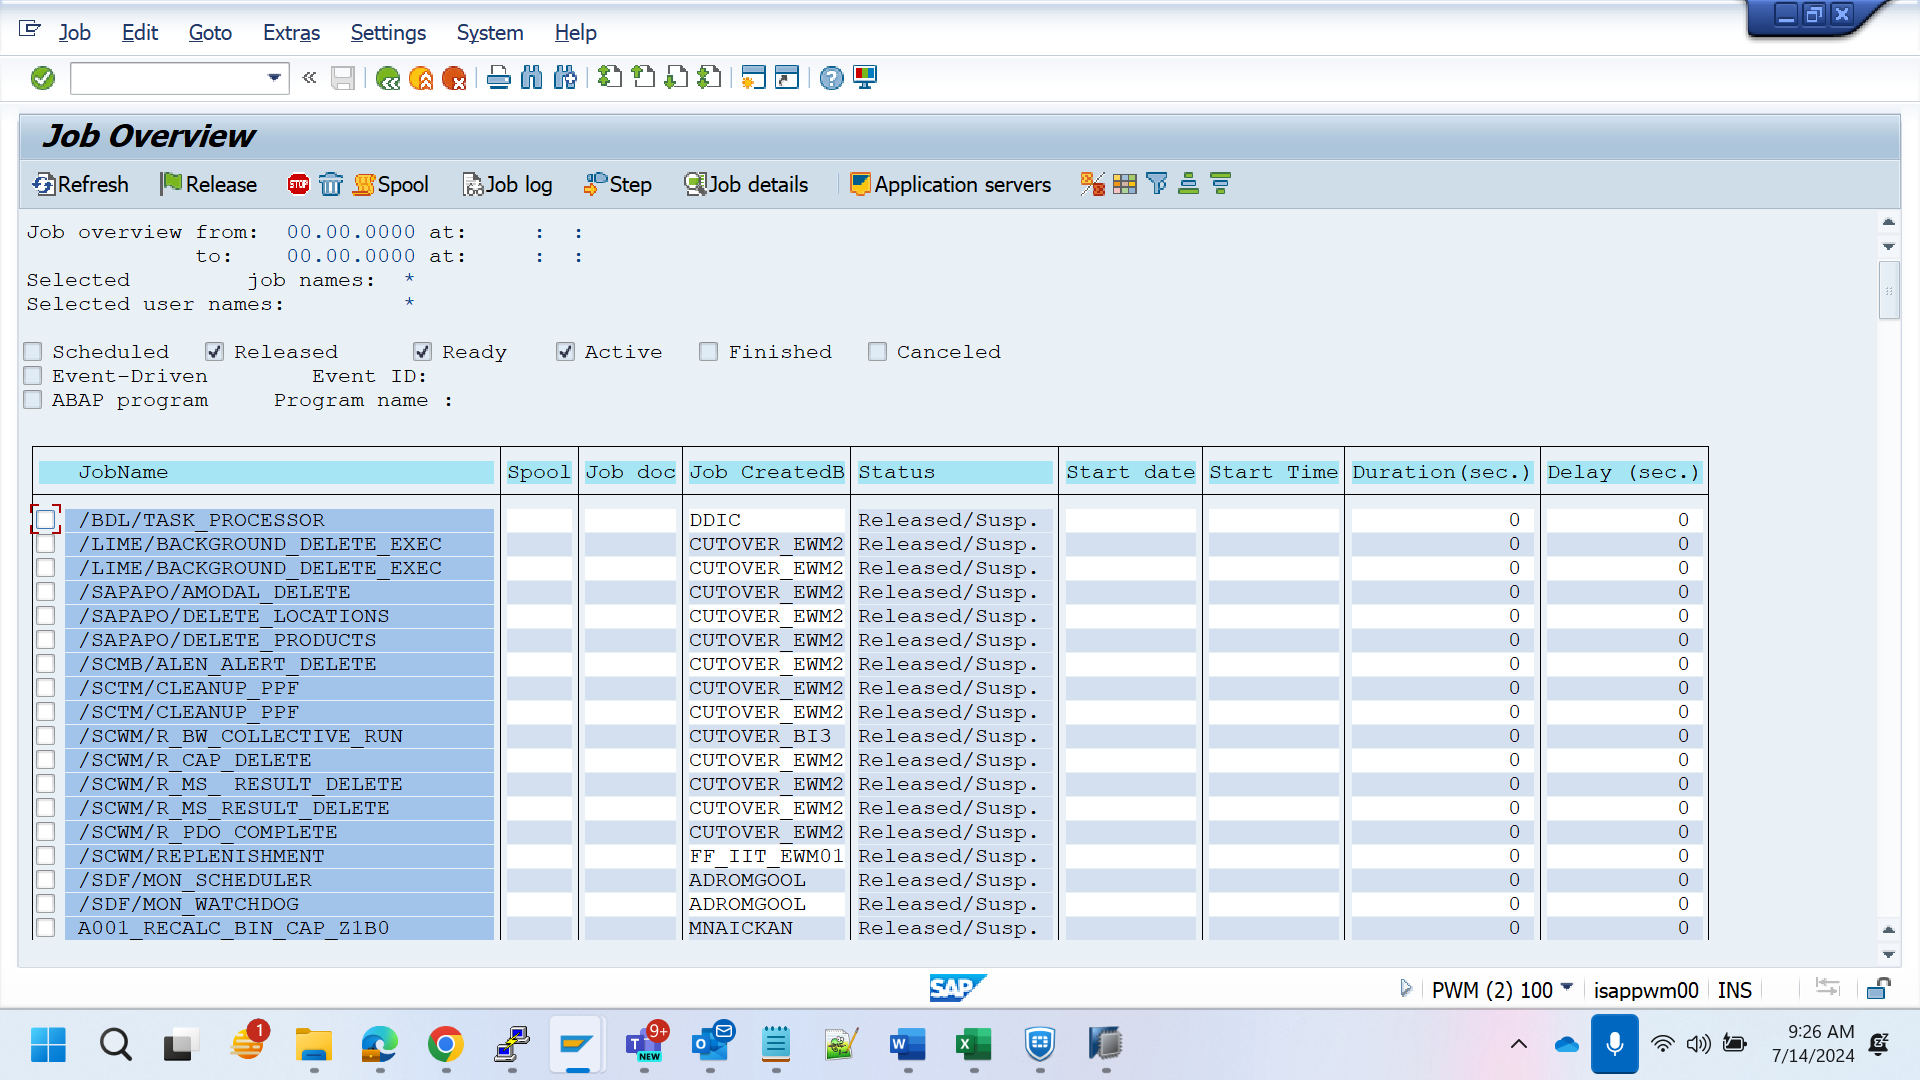 Job Edit Goto Extras Settings System Help
Job Overview
Refresh Release STOP Spool Job log Step Job details Application servers
Job overview from: 00.00.0000 at: : :
to: 00.00.0000 at: : :
Selected job names: *
Selected user names: *
Scheduled Released Ready Active Finished Canceled
Event-Driven Event ID:
ABAP program Program name :
JobName Spool Job doc Job CreatedB Status Start date Start Time Duration(sec.) Delay (sec.)
/BDL/TASK_PROCESSOR DDIC Released/Susp. 0 0
/LIME/BACKGROUND_DELETE_EXEC CUTOVER_EWM2 Released/Susp. 0 0
/LIME/BACKGROUND_DELETE_EXEC CUTOVER_EWM2 Released/Susp. 0 0
/SAPAPO/AMODAL_DELETE CUTOVER_EWM2 Released/Susp. 0 0
/SAPAPO/DELETE_LOCATIONS CUTOVER_EWM2 Released/Susp. 0 0
/SAPAPO/DELETE_PRODUCTS CUTOVER_EWM2 Released/Susp. 0 0
/SCMB/ALEN_ALERT_DELETE CUTOVER_EWM2 Released/Susp. 0 0
/SCTM/CLEANUP_PPF CUTOVER_EWM2 Released/Susp. 0 0
/SCTM/CLEANUP_PPF CUTOVER_EWM2 Released/Susp. 0 0
/SCWM/R_BW_COLLECTIVE_RUN CUTOVER_BI3 Released/Susp. 0 0
/SCWM/R_CAP_DELETE CUTOVER_EWM2 Released/Susp. 0 0
/SCWM/R_MS_ RESULT_DELETE CUTOVER_EWM2 Released/Susp. 0 0
/SCWM/R_MS_RESULT_DELETE CUTOVER_EWM2 Released/Susp. 0 0
/SCWM/R_PDO_COMPLETE CUTOVER_EWM2 Released/Susp. 0 0
/SCWM/REPLENISHMENT FF_IIT_EWM01 Released/Susp. 0 0
/SDF/MON_SCHEDULER ADROMGOOL Released/Susp. 0 0
/SDF/MON_WATCHDOG ADROMGOOL Released/Susp. 0 0
A001_RECALC_BIN_CAP_Z1B0 MNAICKAN Released/Susp. 0 0
SAP PWM (2) 100 isappwm00 INS
1 9+ NEW 9:26 AM
7/14/2024